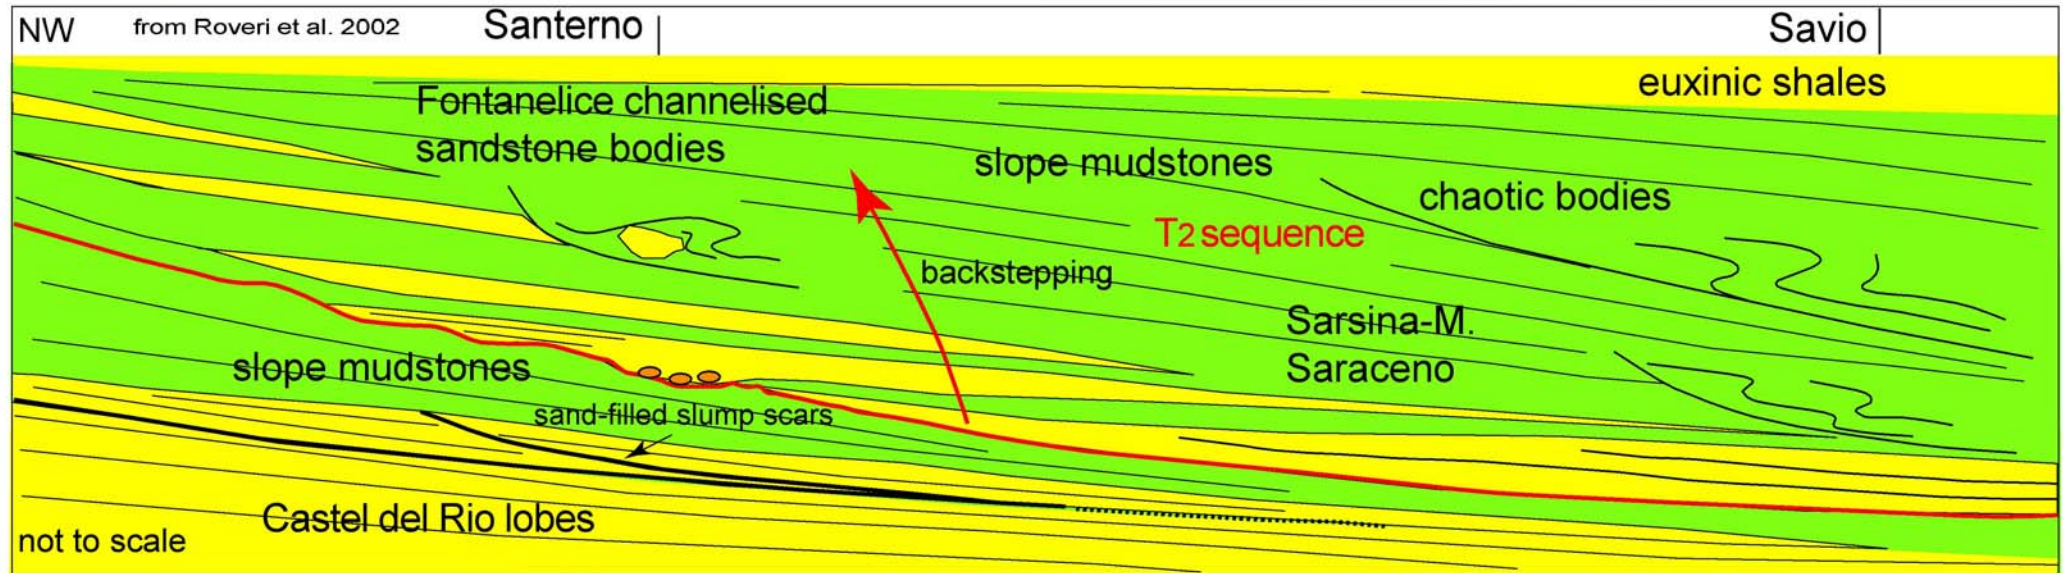 NW
from Roveri et al. 2002
Santerno
Savio
euxinic shales
Fontanelice channelised
sandstone bodies
slope mudstones
chaotic bodies
T2 sequence
backstepping
Sarsina-M.
Saraceno
slope mudstones
sand-filled slump scars
Castel del Rio lobes
not to scale